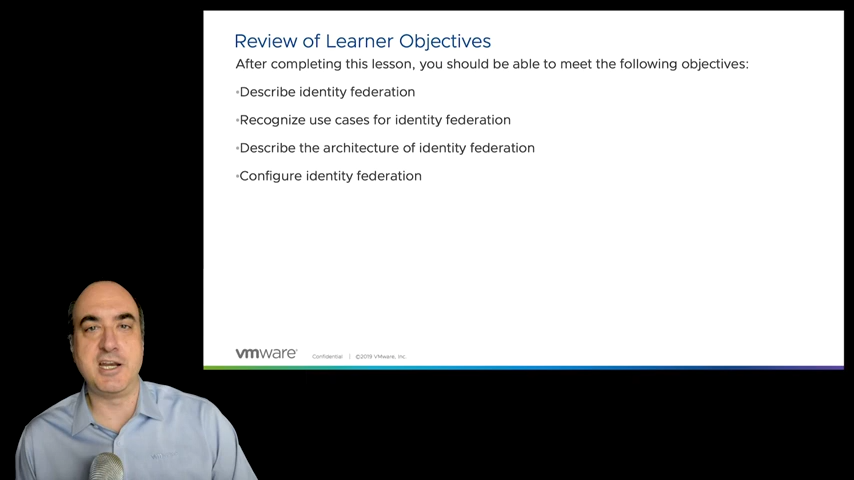 Review of Learner Objectives
After completing this lesson, you should be able to meet the following objectives:
•Describe identity federation
•Recognize use cases for identity federation
•Describe the architecture of identity federation
•Configure identity federation
vmware® Confidential | ©2019 VMware, Inc.